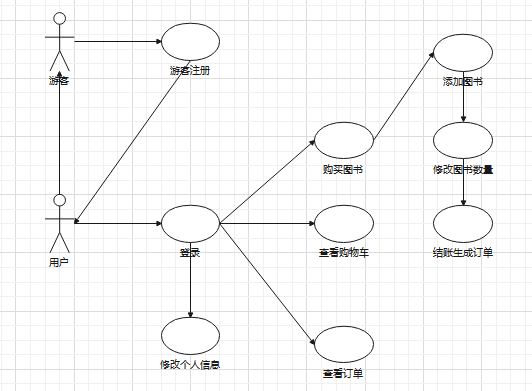 游客
游客注册
添加图书
购买图书
修改图书数量
用户
登录
查看购物车
结账生成订单
修改个人信息
查看订单